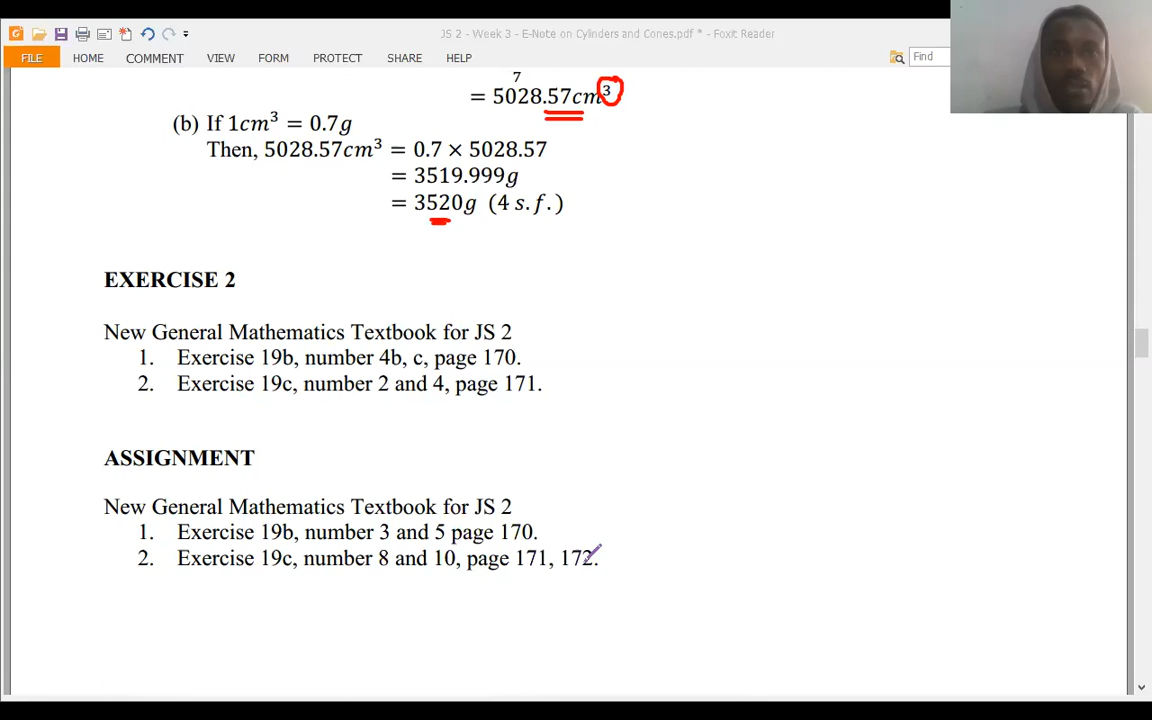 JS 2 - Week 3 - E-Note on Cylinders and Cones.pdf * - Foxit Reader
FILE HOME COMMENT VIEW FORM PROTECT SHARE HELP Find
7
= 5028.57cm³
(b) If 1cm³ = 0.7g
Then, 5028.57cm³ = 0.7 × 5028.57
= 3519.999g
= 3520g (4 s.f.)
EXERCISE 2
New General Mathematics Textbook for JS 2
1. Exercise 19b, number 4b, c, page 170.
2. Exercise 19c, number 2 and 4, page 171.
ASSIGNMENT
New General Mathematics Textbook for JS 2
1. Exercise 19b, number 3 and 5 page 170.
2. Exercise 19c, number 8 and 10, page 171, 172.